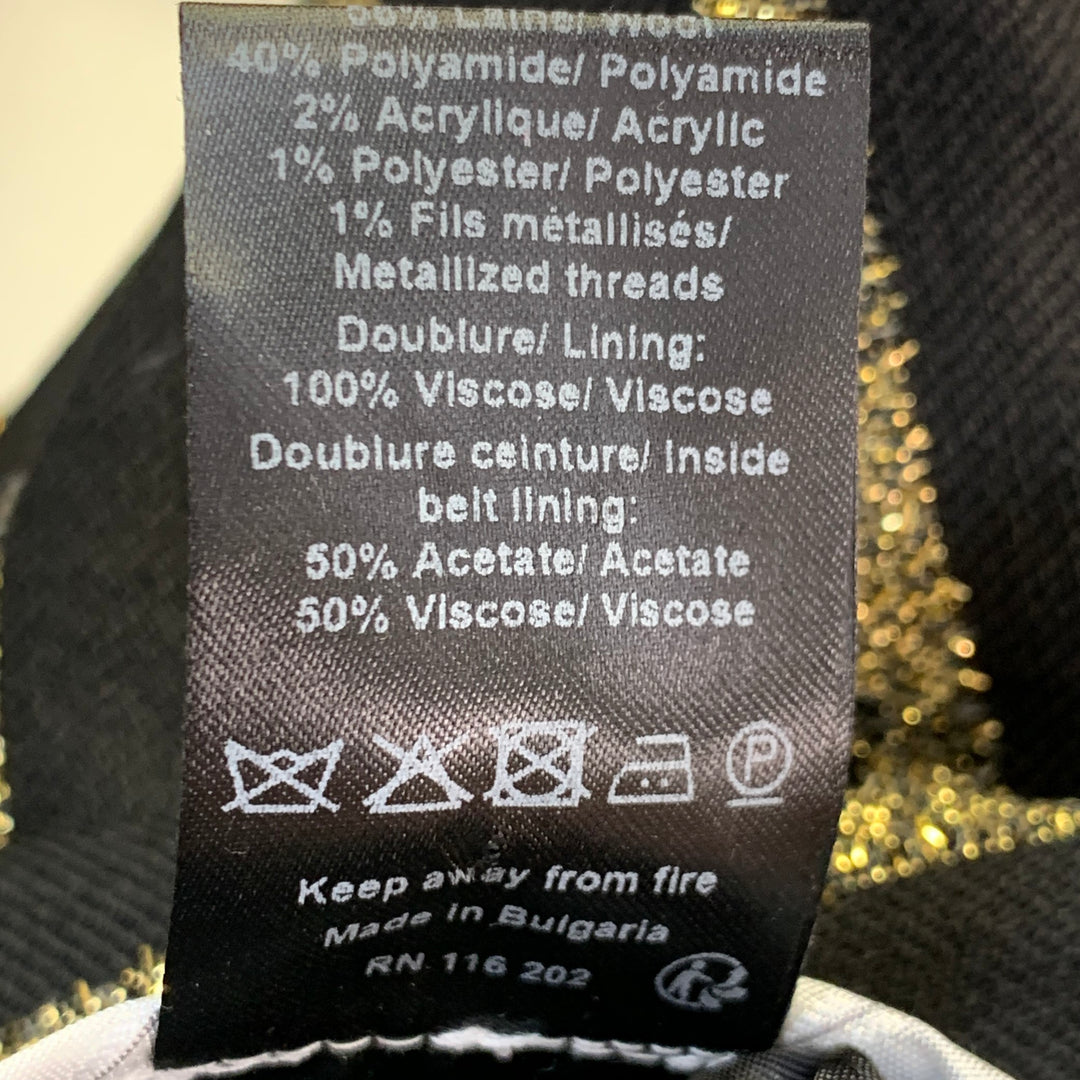 Laine/ Wool
40% Polyamide/ Polyamide
2% Acrylique/ Acrylic
1% Polyester/ Polyester
1% Fils métallisés/
Metallized threads
Doublure/ Lining:
100% Viscose/ Viscose
Doublure ceinture/ Inside
belt lining:
50% Acetate/ Acetate
50% Viscose/ Viscose
P
Keep away from fire
Made in Bulgaria
RN 116 202